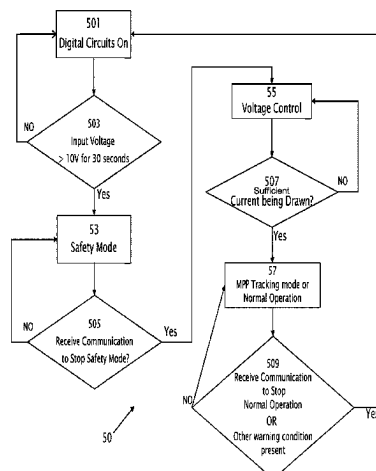 501
Digital Circuits On
503
Input Voltage
> 10V for 30 seconds
NO
Yes
53
Safety Mode
505
Receive Communication
to Stop Safety Mode?
NO
Yes
50
55
Voltage Control
507
Sufficient
Current being Drawn?
NO
Yes
57
MPP Tracking mode or
Normal Operation
509
Receive Communication
to Stop
Normal Operation
OR
Other warning condition
present
NO
Yes